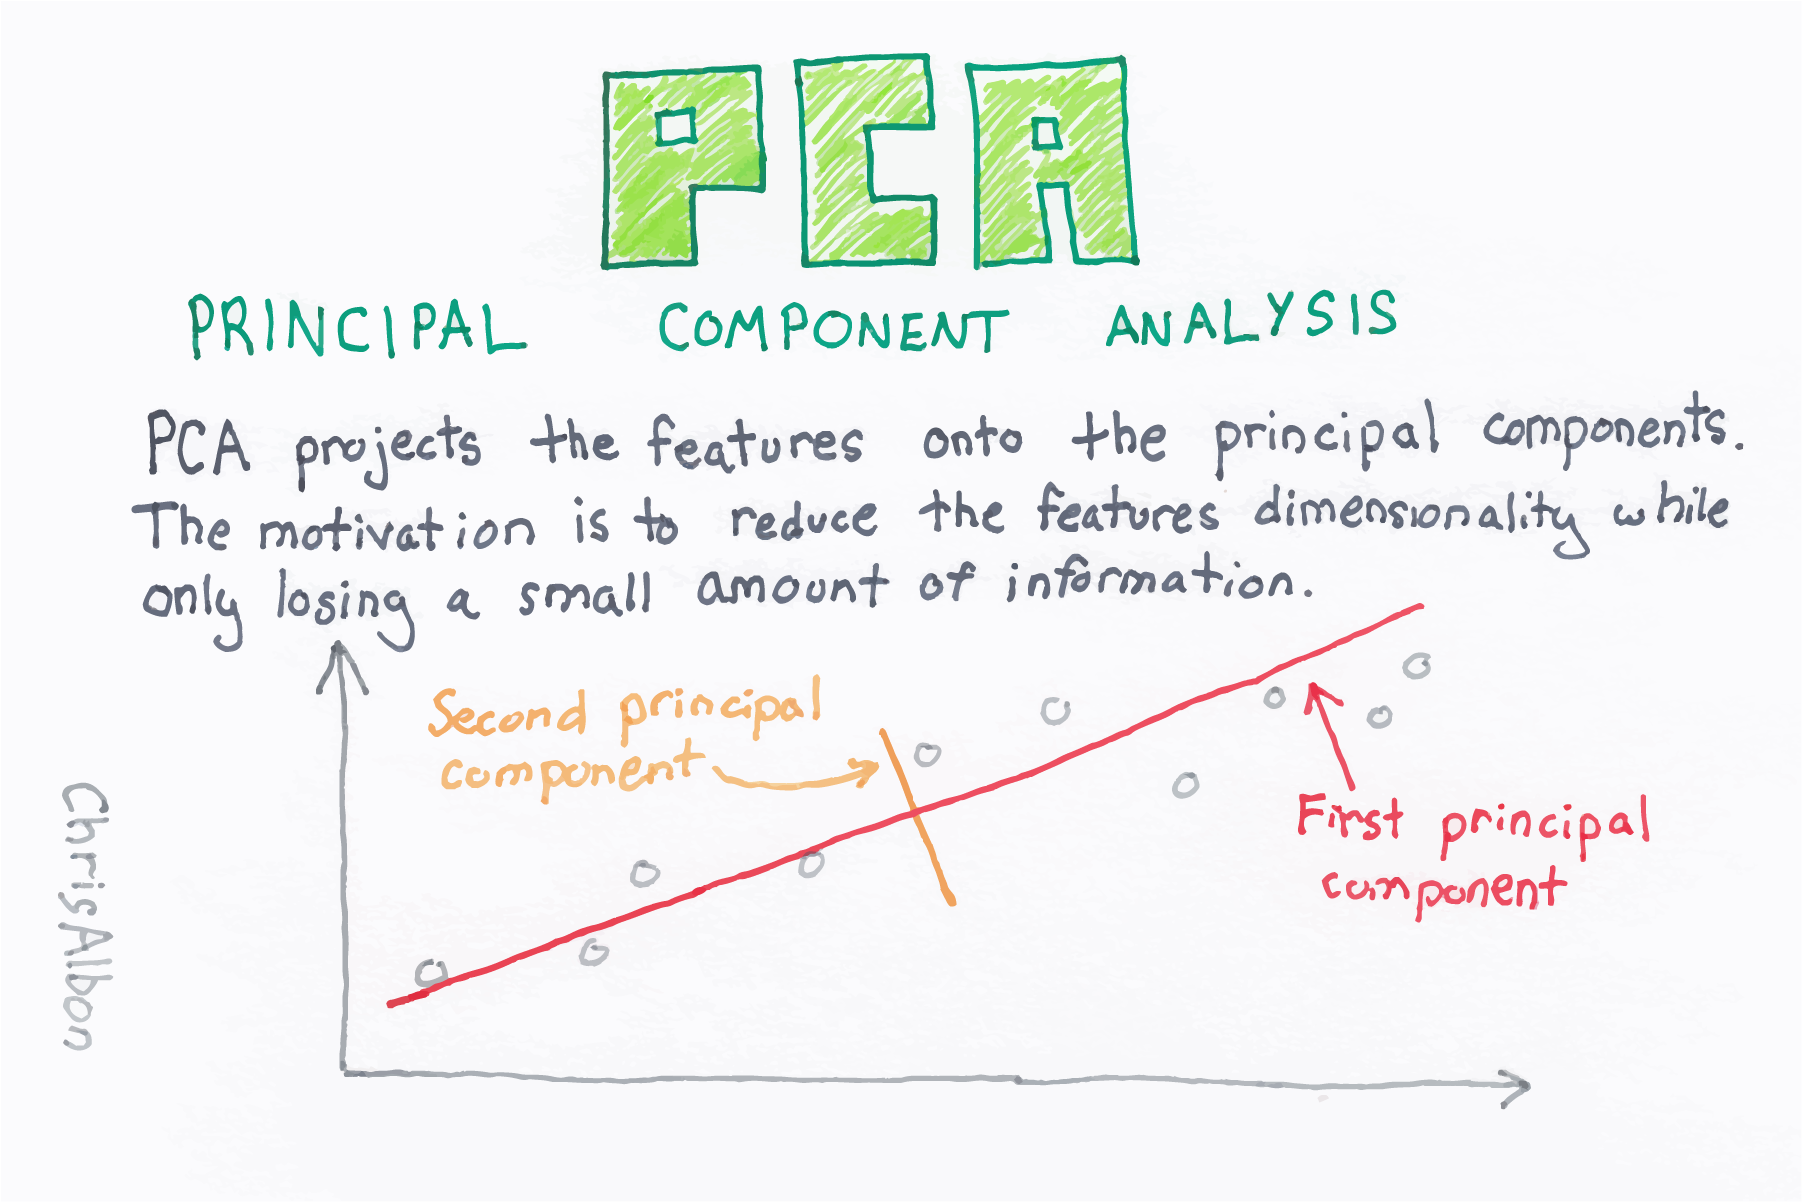 PCA
PRINCIPAL COMPONENT ANALYSIS
PCA projects the features onto the principal components.
The motivation is to reduce the features dimensionality while
only losing a small amount of information.
Second principal
component
First principal
component
ChrisAlbon